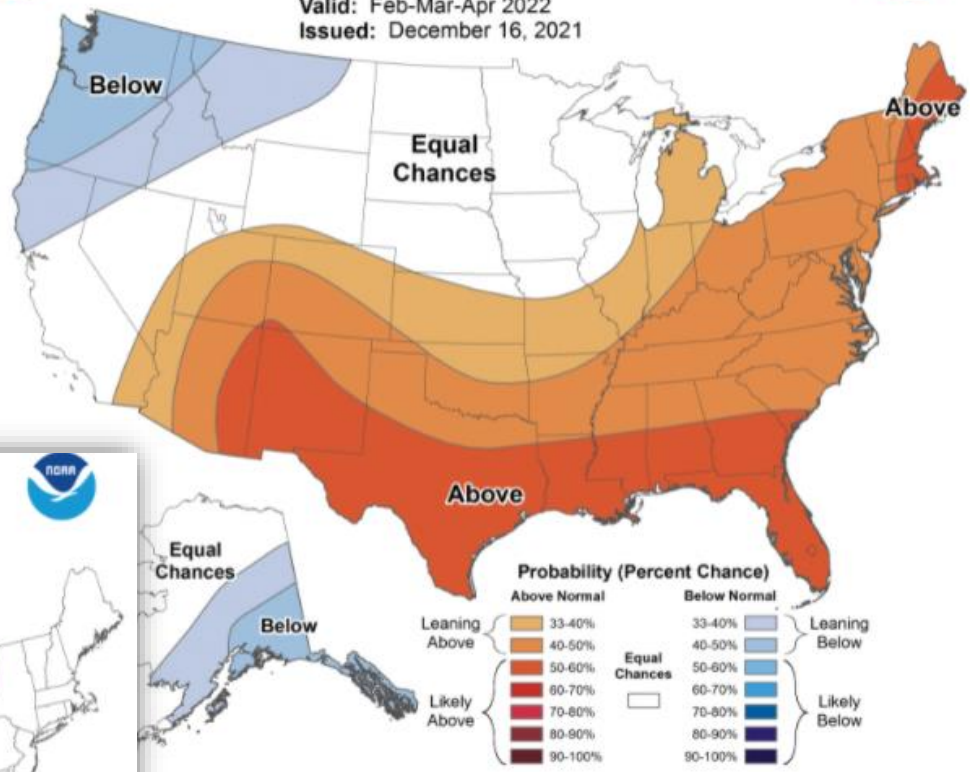 Valid: Feb-Mar-Apr 2022
Issued: December 16, 2021
Below
Equal
Chances
Above
Above
NOAA
Equal
Chances
Below
Probability (Percent Chance)
Above Normal
Below Normal
Leaning
Above
33-40%
40-50%
Likely
Above
50-60%
60-70%
70-80%
80-90%
90-100%
Equal
Chances
33-40%
40-50%
Leaning
Below
50-60%
60-70%
70-80%
80-90%
90-100%
Likely
Below